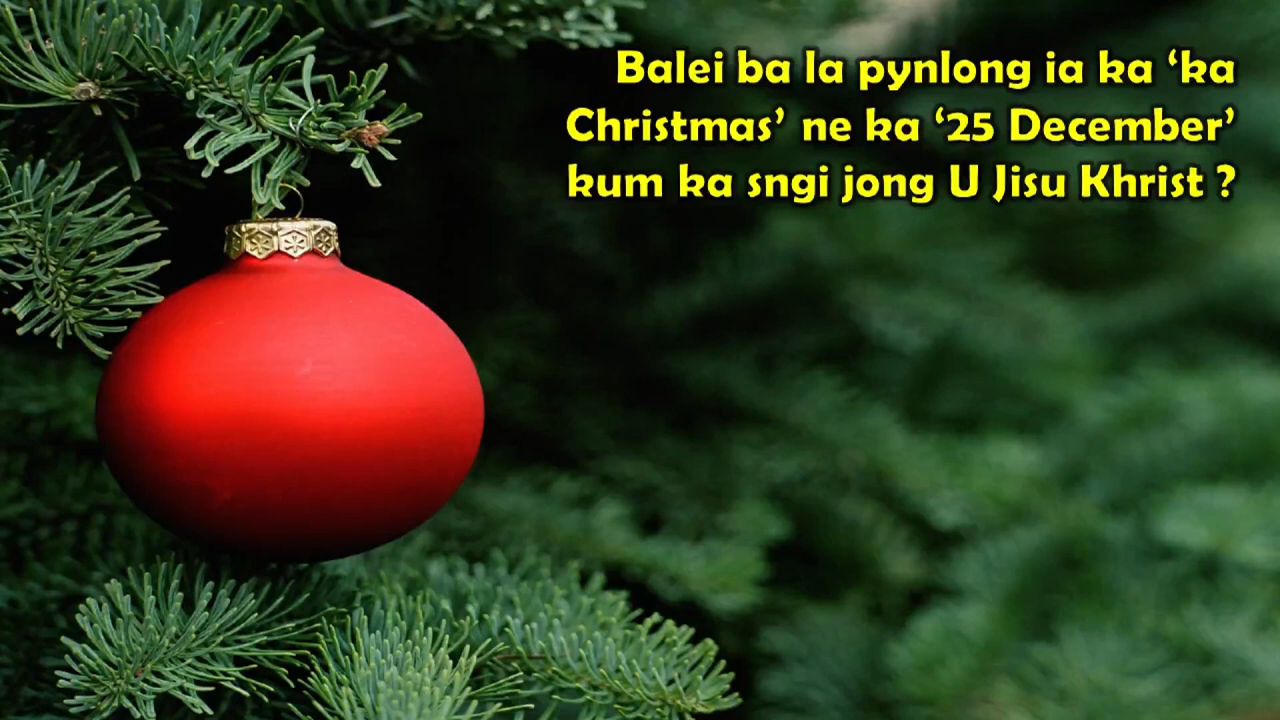 Balei ba la pynlong ia ka ‘ka
Christmas’ ne ka ‘25 December’
kum ka sngi jong U Jisu Khrist ?